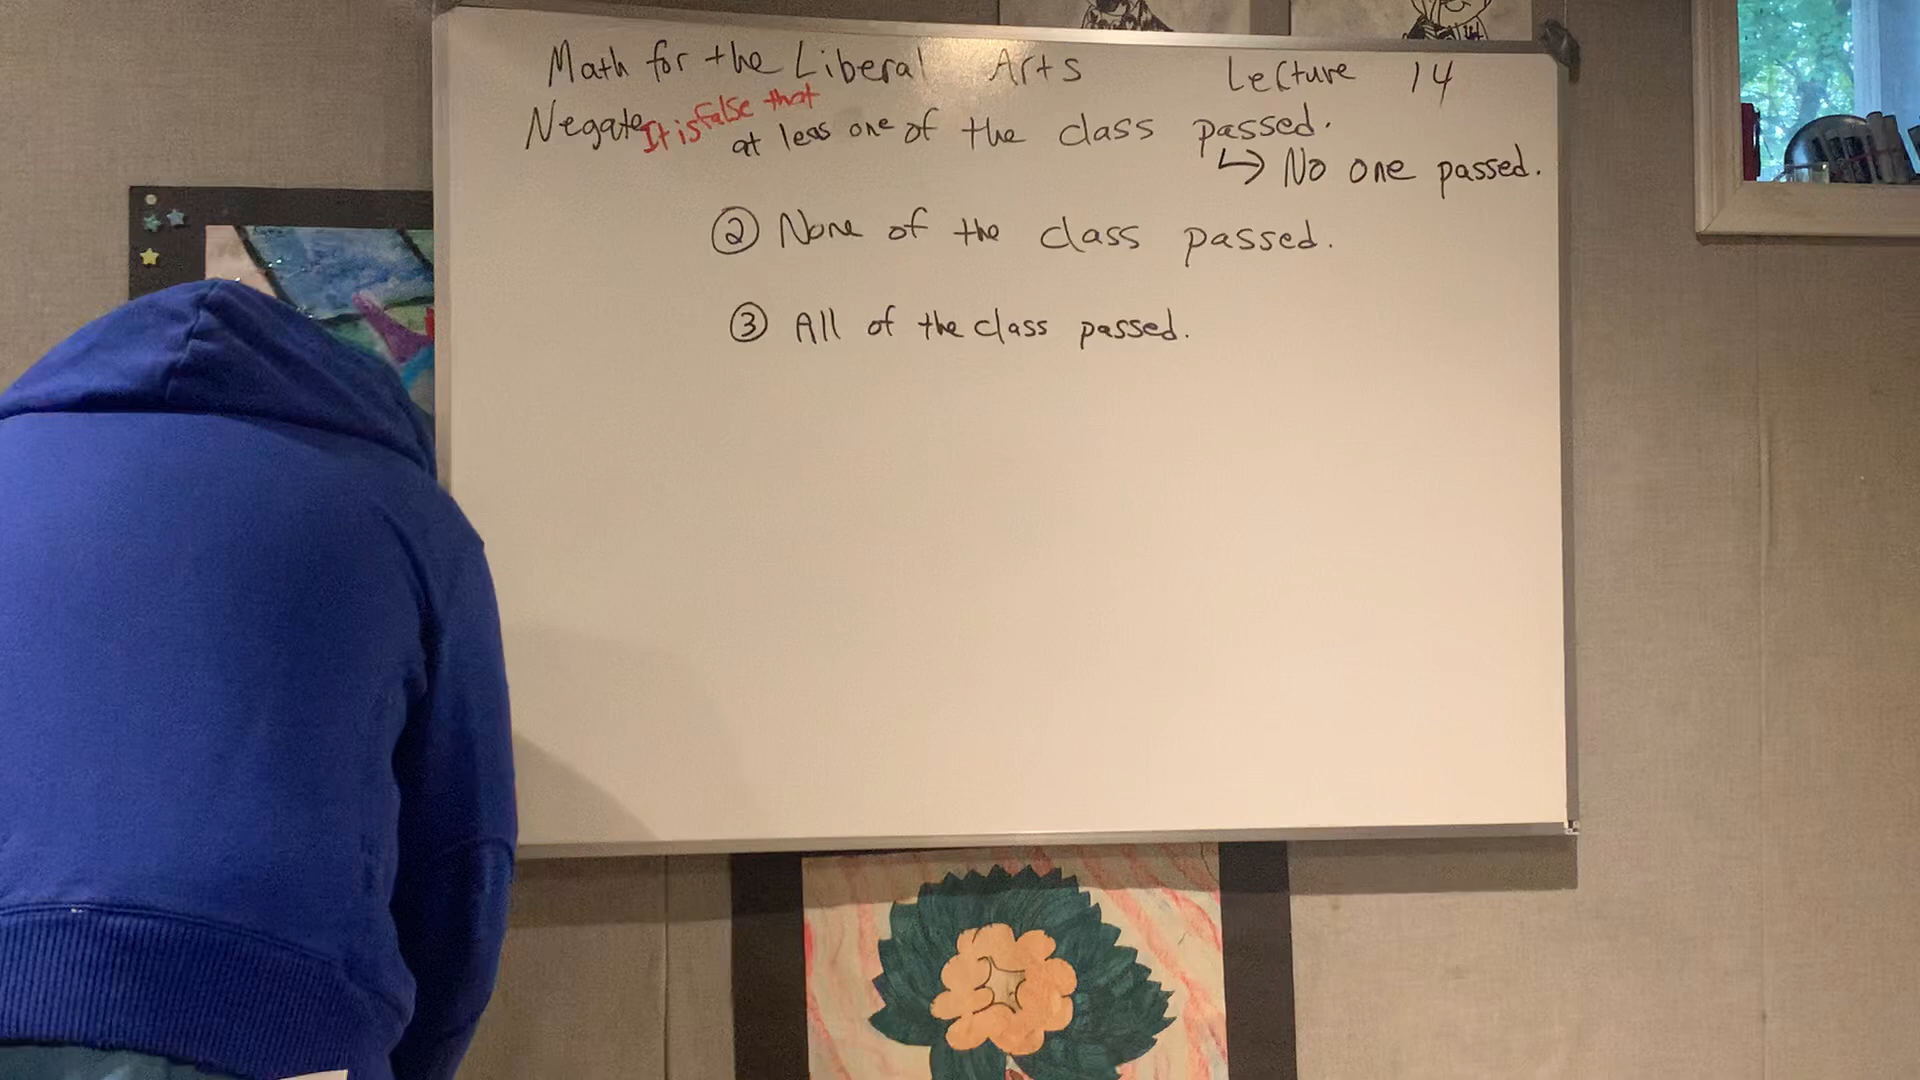 Math for the Liberal Arts Lecture 14
Negate It is false that at leas one of the class passed.
↳ No one passed.
② None of the class passed.
③ All of the class passed.